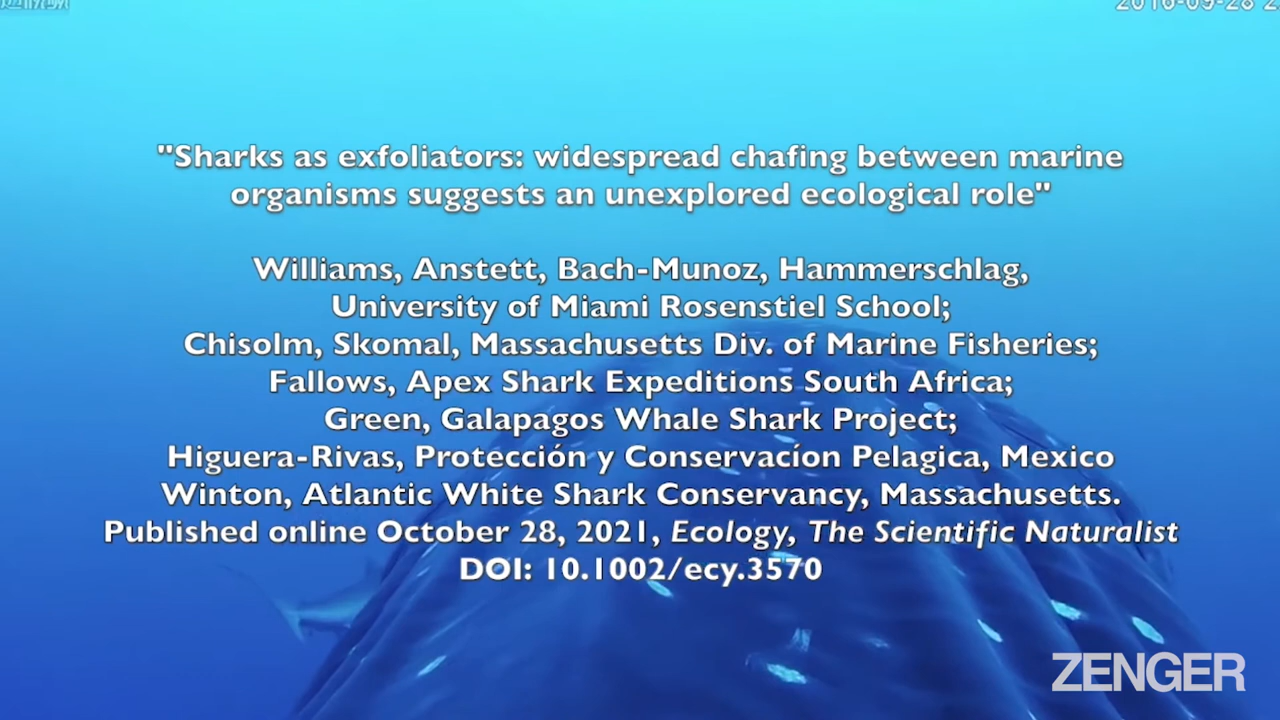 "Sharks as exfoliators: widespread chafing between marine
organisms suggests an unexplored ecological role"
Williams, Anstett, Bach-Munoz, Hammerschlag,
University of Miami Rosenstiel School;
Chisolm, Skomal, Massachusetts Div. of Marine Fisheries;
Fallows, Apex Shark Expeditions South Africa;
Green, Galapagos Whale Shark Project;
Higuera-Rivas, Protección y Conservacíon Pelagica, Mexico
Winton, Atlantic White Shark Conservancy, Massachusetts.
Published online October 28, 2021, Ecology, The Scientific Naturalist
DOI: 10.1002/ecy.3570
ZENGER